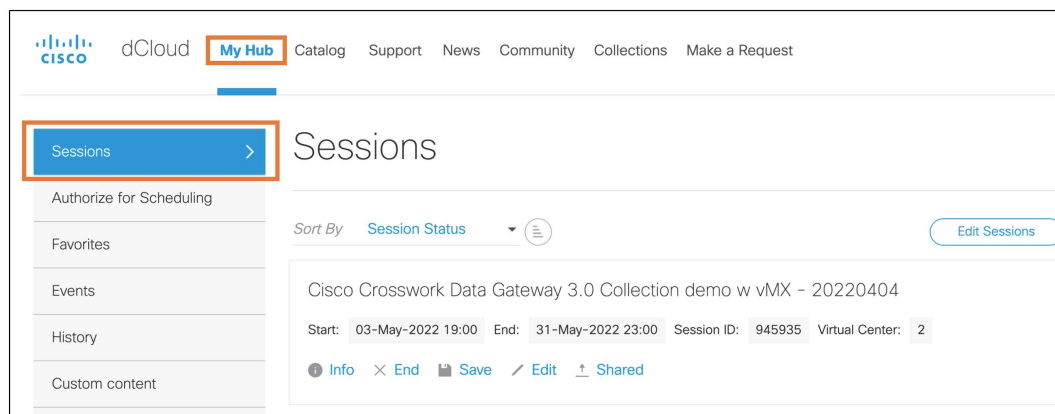 CISCO dCloud My Hub Catalog Support News Community Collections Make a Request
Sessions
Authorize for Scheduling
Favorites
Events
History
Custom content
Sessions
Sort By Session Status Edit Sessions
Cisco Crosswork Data Gateway 3.0 Collection demo w vMX - 20220404
Start: 03-May-2022 19:00 End: 31-May-2022 23:00 Session ID: 945935 Virtual Center: 2
Info End Save Edit Shared